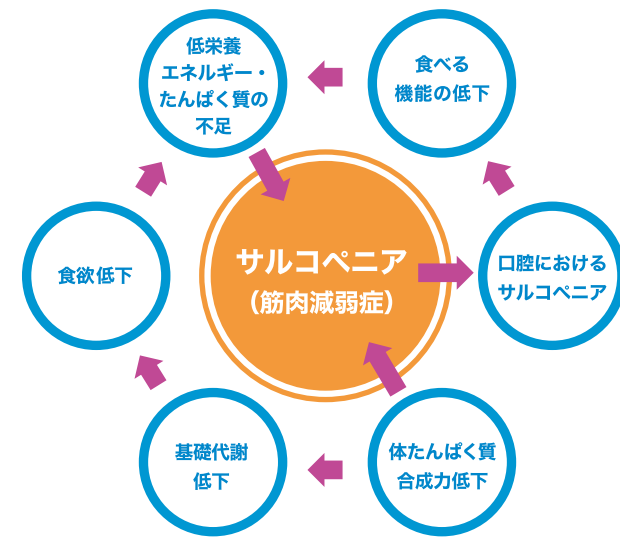 低栄養
エネルギー・
たんぱく質の
不足
食べる
機能の低下
サルコペニア
（筋肉減弱症）
食欲低下
口腔における
サルコペニア
基礎代謝
低下
体たんぱく質
合成力低下